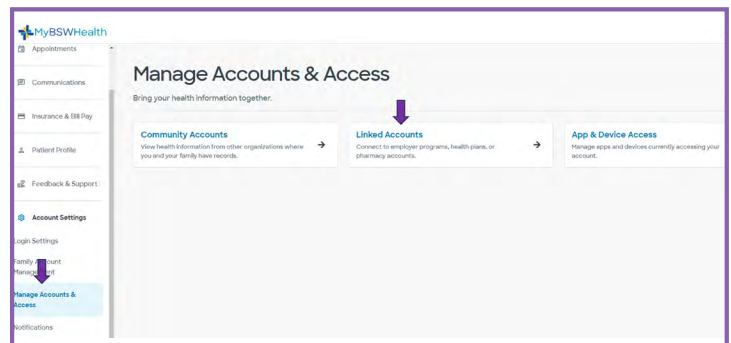 MyBSWHealth
Appointments
Communications
Insurance & Bill Pay
Patient Profile
Feedback & Support
Account Settings
Login Settings
Family Account
Management
Manage Accounts &
Access
Notifications
Manage Accounts & Access
Bring your health information together.
Community Accounts
View health information from other organizations where
you and your family have records.
Linked Accounts
Connect to employer programs, health plans, or
pharmacy accounts.
App & Device Access
Manage apps and devices currently accessing your
account.